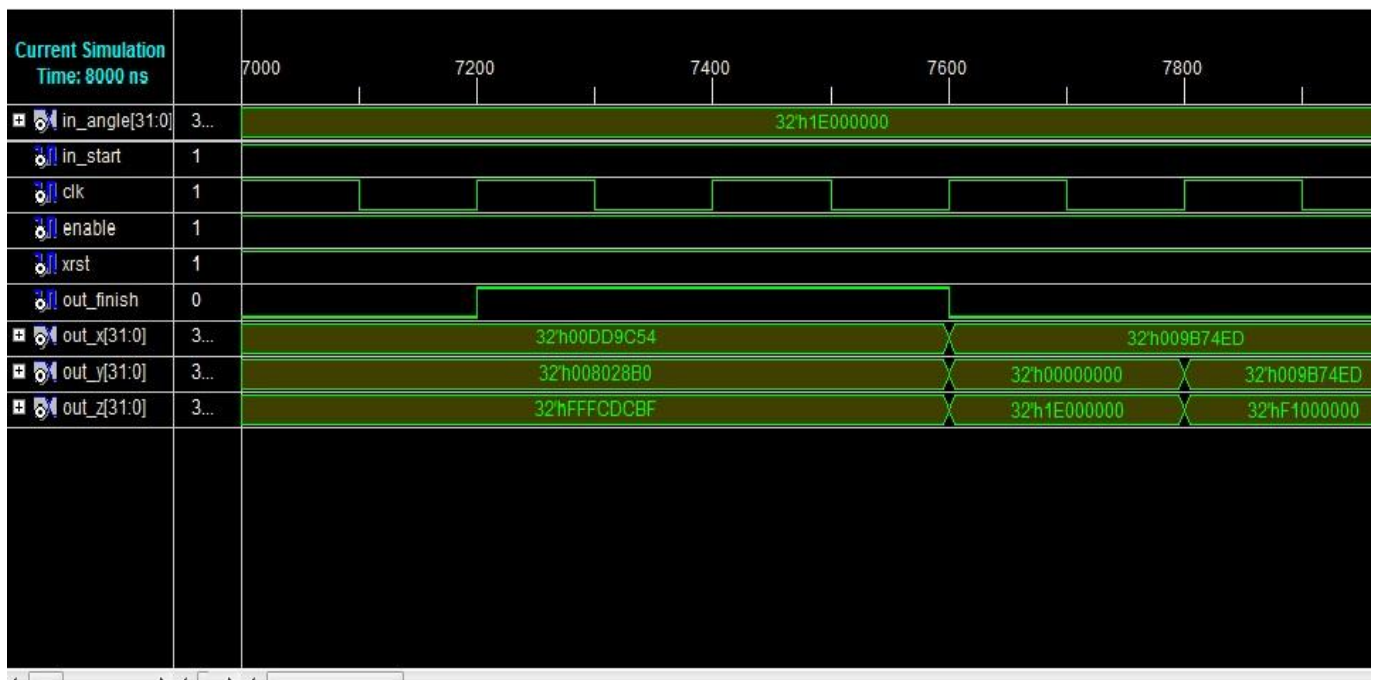 Current Simulation
Time: 8000 ns
7000 7200 7400 7600 7800
in_angle[31:0] 3... 32'h1E000000
in_start 1
clk 1
enable 1
xrst 1
out_finish 0
out_x[31:0] 3... 32'h00DD9C54 32'h009B74ED
out_y[31:0] 3... 32'h008028B0 32'h00000000 32'h009B74ED
out_z[31:0] 3... 32'hFFFCDCBF 32'h1E000000 32'hF1000000